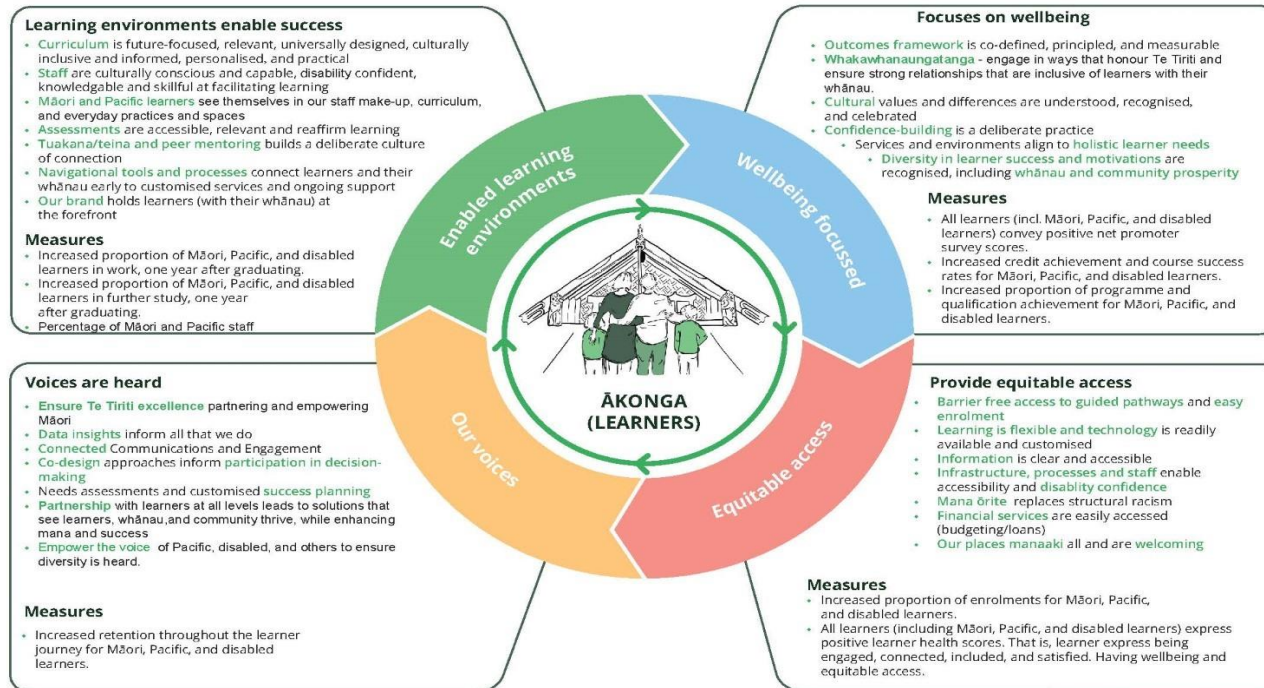 Learning environments enable success
• Curriculum is future-focused, relevant, universally designed, culturally
inclusive and informed, personalised, and practical
• Staff are culturally conscious and capable, disability confident,
knowledgable and skillful at facilitating learning
• Māori and Pacific learners see themselves in our staff make-up, curriculum,
and everyday practices and spaces
• Assessments are accessible, relevant and reaffirm learning
• Tuakana/teina and peer mentoring builds a deliberate culture
of connection
• Navigational tools and processes connect learners and their
whānau early to customised services and ongoing support
• Our brand holds learners (with their whānau) at
the forefront
Measures
• Increased proportion of Māori, Pacific, and disabled
learners in work, one year after graduating.
• Increased proportion of Māori, Pacific, and disabled
learners in further study, one year
after graduating.
• Percentage of Māori and Pacific staff
Focuses on wellbeing
• Outcomes framework is co-defined, principled, and measurable
• Whakawhanaungatanga - engage in ways that honour Te Tiriti and
ensure strong relationships that are inclusive of learners with their
whānau.
• Cultural values and differences are understood, recognised,
and celebrated
• Confidence-building is a deliberate practice
• Services and environments align to holistic learner needs
• Diversity in learner success and motivations are
recognised, including whānau and community prosperity
Measures
• All learners (incl. Māori, Pacific, and disabled
learners) convey positive net promoter
survey scores.
• Increased credit achievement and course success
rates for Māori, Pacific, and disabled learners.
• Increased proportion of programme and
qualification achievement for Māori, Pacific, and
disabled learners.
Enabled learning
environments
Wellbeing focussed
Our voices
Equitable access
ĀKONGA
(LEARNERS)
Voices are heard
• Ensure Te Tiriti excellence partnering and empowering
Māori
• Data insights inform all that we do
• Connected Communications and Engagement
• Co-design approaches inform participation in decision-
making
• Needs assessments and customised success planning
• Partnership with learners at all levels leads to solutions that
see learners, whānau,and community thrive, while enhancing
mana and success
• Empower the voice of Pacific, disabled, and others to ensure
diversity is heard.
Measures
• Increased retention throughout the learner
journey for Māori, Pacific, and disabled
learners.
Provide equitable access
• Barrier free access to guided pathways and easy
enrolment
• Learning is flexible and technology is readily
available and customised
• Information is clear and accessible
• Infrastructure, processes and staff enable
accessibility and disablity confidence
• Mana ōrite replaces structural racism
• Financial services are easily accessed
(budgeting/loans)
• Our places manaaki all and are welcoming
Measures
• Increased proportion of enrolments for Māori, Pacific,
and disabled learners.
• All learners (including Māori, Pacific, and disabled learners) express
positive learner health scores. That is, learner express being
engaged, connected, included, and satisfied. Having wellbeing and
equitable access.